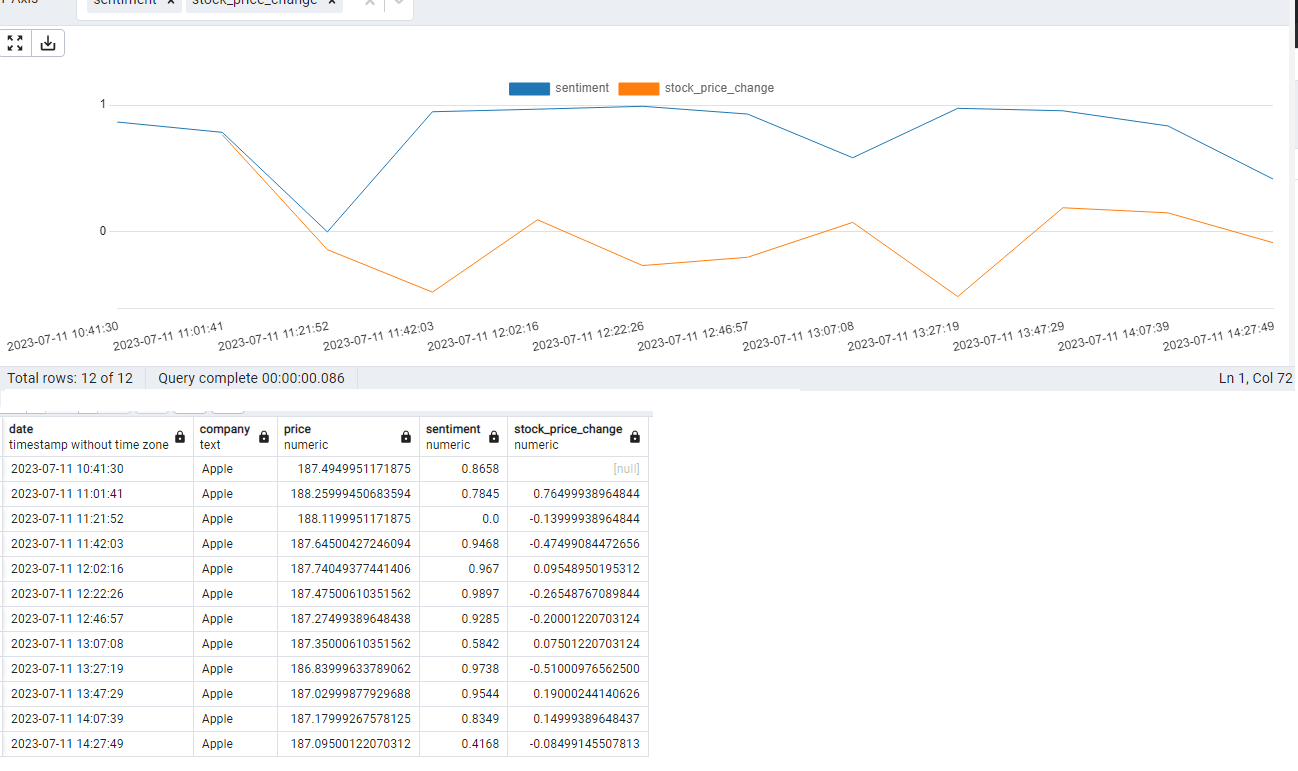 sentiment × stock_price_change ×
sentiment stock_price_change
1
0
2023-07-11 10:41:30 2023-07-11 11:01:41 2023-07-11 11:21:52 2023-07-11 11:42:03 2023-07-11 12:02:16 2023-07-11 12:22:26 2023-07-11 12:46:57 2023-07-11 13:07:08 2023-07-11 13:27:19 2023-07-11 13:47:29 2023-07-11 14:07:39 2023-07-11 14:27:49
Total rows: 12 of 12 Query complete 00:00:00.086 Ln 1, Col 72
date company price sentiment stock_price_change
timestamp without time zone text numeric numeric numeric
2023-07-11 10:41:30 Apple 187.4949951171875 0.8658 [null]
2023-07-11 11:01:41 Apple 188.25999450683594 0.7845 0.76499938964844
2023-07-11 11:21:52 Apple 188.1199951171875 0.0 -0.13999938964844
2023-07-11 11:42:03 Apple 187.64500427246094 0.9468 -0.47499084472656
2023-07-11 12:02:16 Apple 187.74049377441406 0.967 0.09548950195312
2023-07-11 12:22:26 Apple 187.47500610351562 0.9897 -0.26548767089844
2023-07-11 12:46:57 Apple 187.27499389648438 0.9285 -0.20001220703124
2023-07-11 13:07:08 Apple 187.35000610351562 0.5842 0.07501220703124
2023-07-11 13:27:19 Apple 186.83999633789062 0.9738 -0.51000976562500
2023-07-11 13:47:29 Apple 187.02999877929688 0.9544 0.19000244140626
2023-07-11 14:07:39 Apple 187.17999267578125 0.8349 0.14999389648437
2023-07-11 14:27:49 Apple 187.09500122070312 0.4168 -0.08499145507813